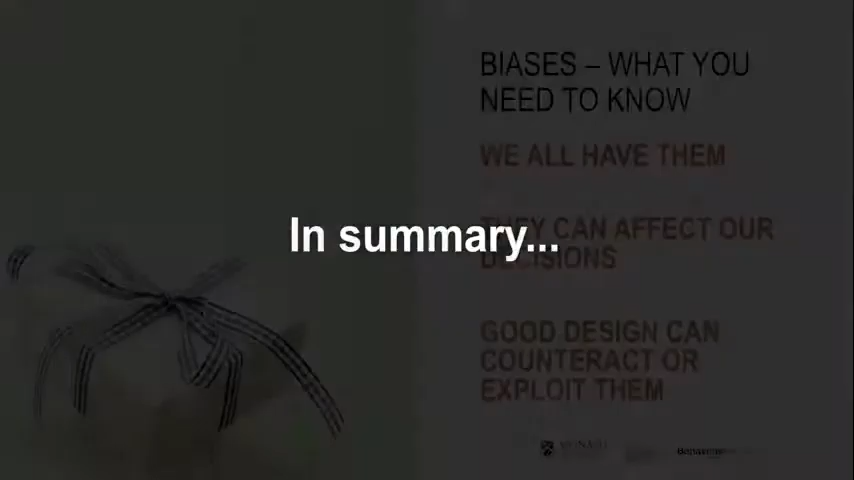 BIASES – WHAT YOU
NEED TO KNOW
WE ALL HAVE THEM
In summary...
THEY CAN AFFECT OUR
DECISIONS
GOOD DESIGN CAN
COUNTERACT OR
EXPLOIT THEM
MONASH